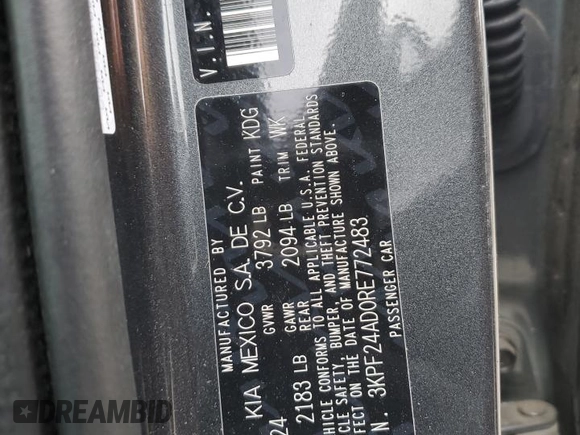 V.I.N.
MANUFACTURED BY
KIA MEXICO S.A. DE C.V.
24 GVWR 3792 LB PAINT KDG
GAWR 2094 LB TRIM WK
2183 LB REAR
HICLE CONFORMS TO ALL APPLICABLE U.S.A. FEDERAL
CLE SAFETY, BUMPER, AND THEFT PREVENTION STANDARDS
FECT ON THE DATE OF MANUFACTURE SHOWN ABOVE.
N. 3KPF24AD0RE772483
PASSENGER CAR
DREAMBID